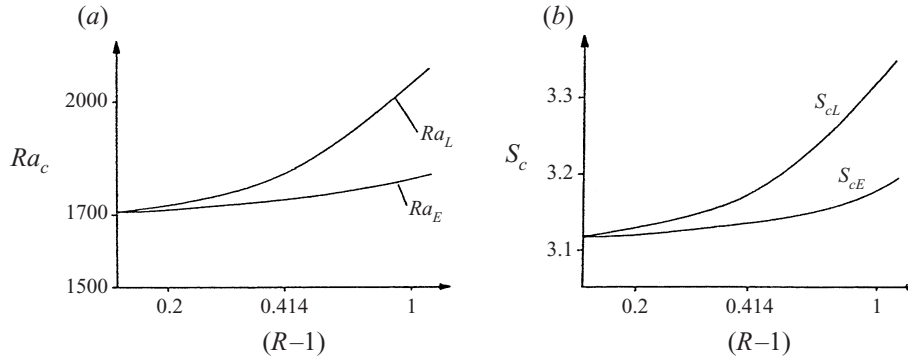 (a)
2000
1700
1500
Ra_c
Ra_L
Ra_E
0.2 0.414 1
(R–1)
(b)
3.3
3.2
3.1
S_c
S_cL
S_cE
0.2 0.414 1
(R–1)